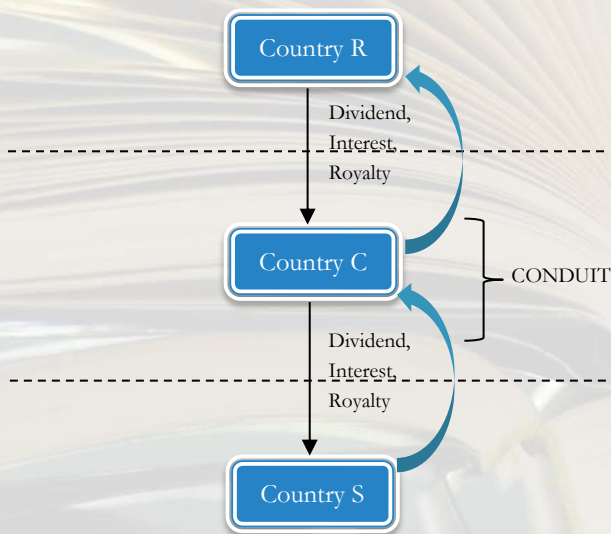 Country R
Dividend,
Interest,
Royalty
Country C
CONDUIT
Dividend,
Interest,
Royalty
Country S